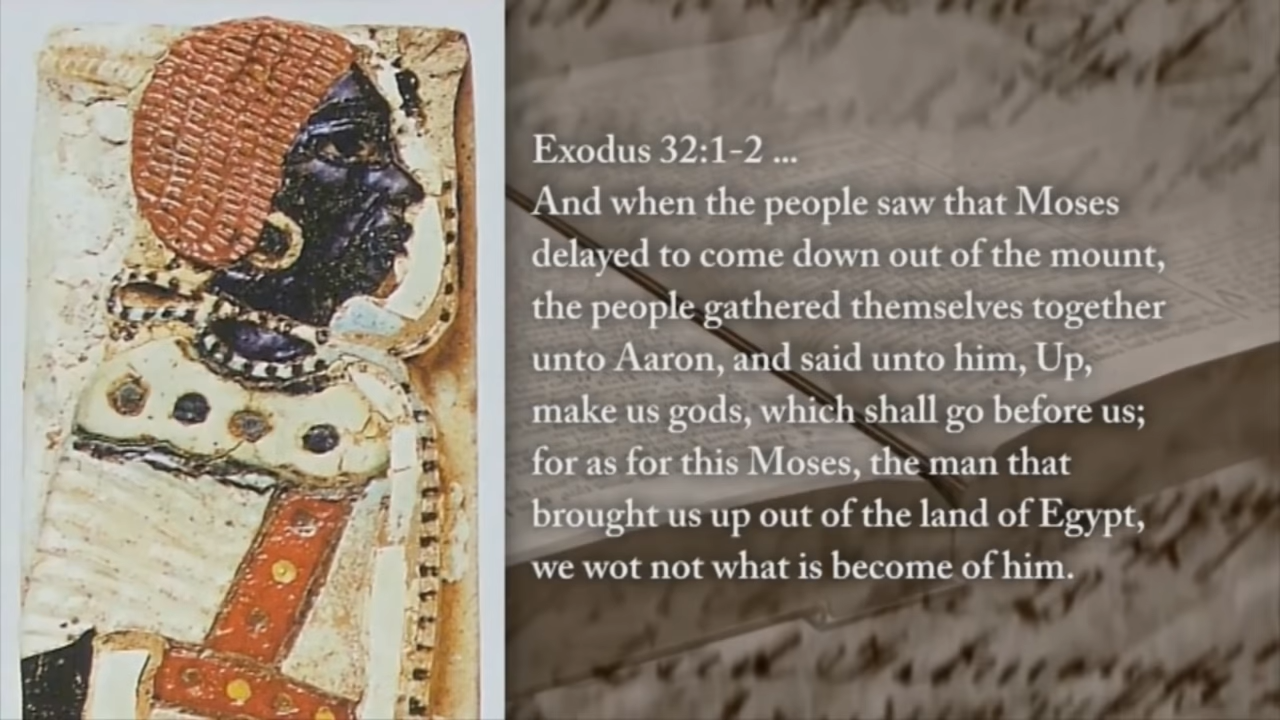 Exodus 32:1-2 ...
And when the people saw that Moses
delayed to come down out of the mount,
the people gathered themselves together
unto Aaron, and said unto him, Up,
make us gods, which shall go before us;
for as for this Moses, the man that
brought us up out of the land of Egypt,
we wot not what is become of him.